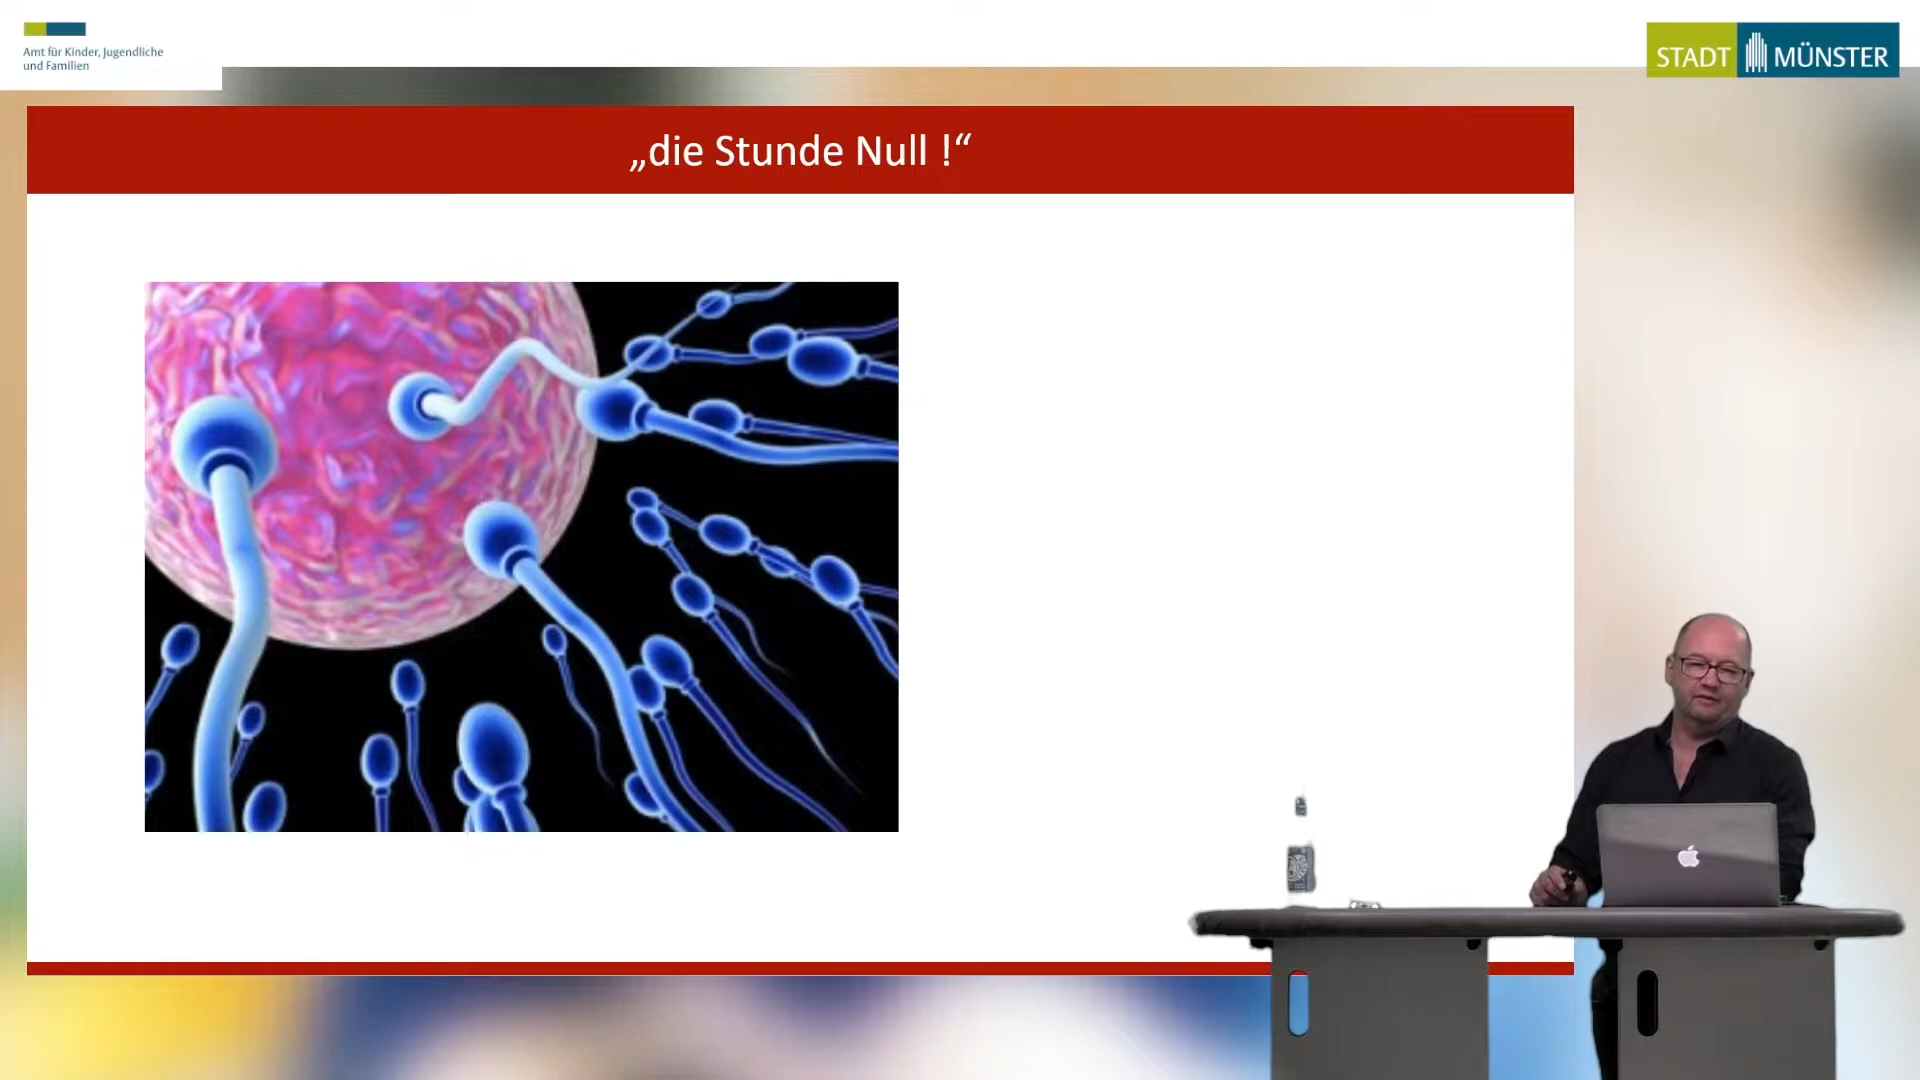 Amt für Kinder, Jugendliche
und Familien
STADT MÜNSTER
„die Stunde Null !“